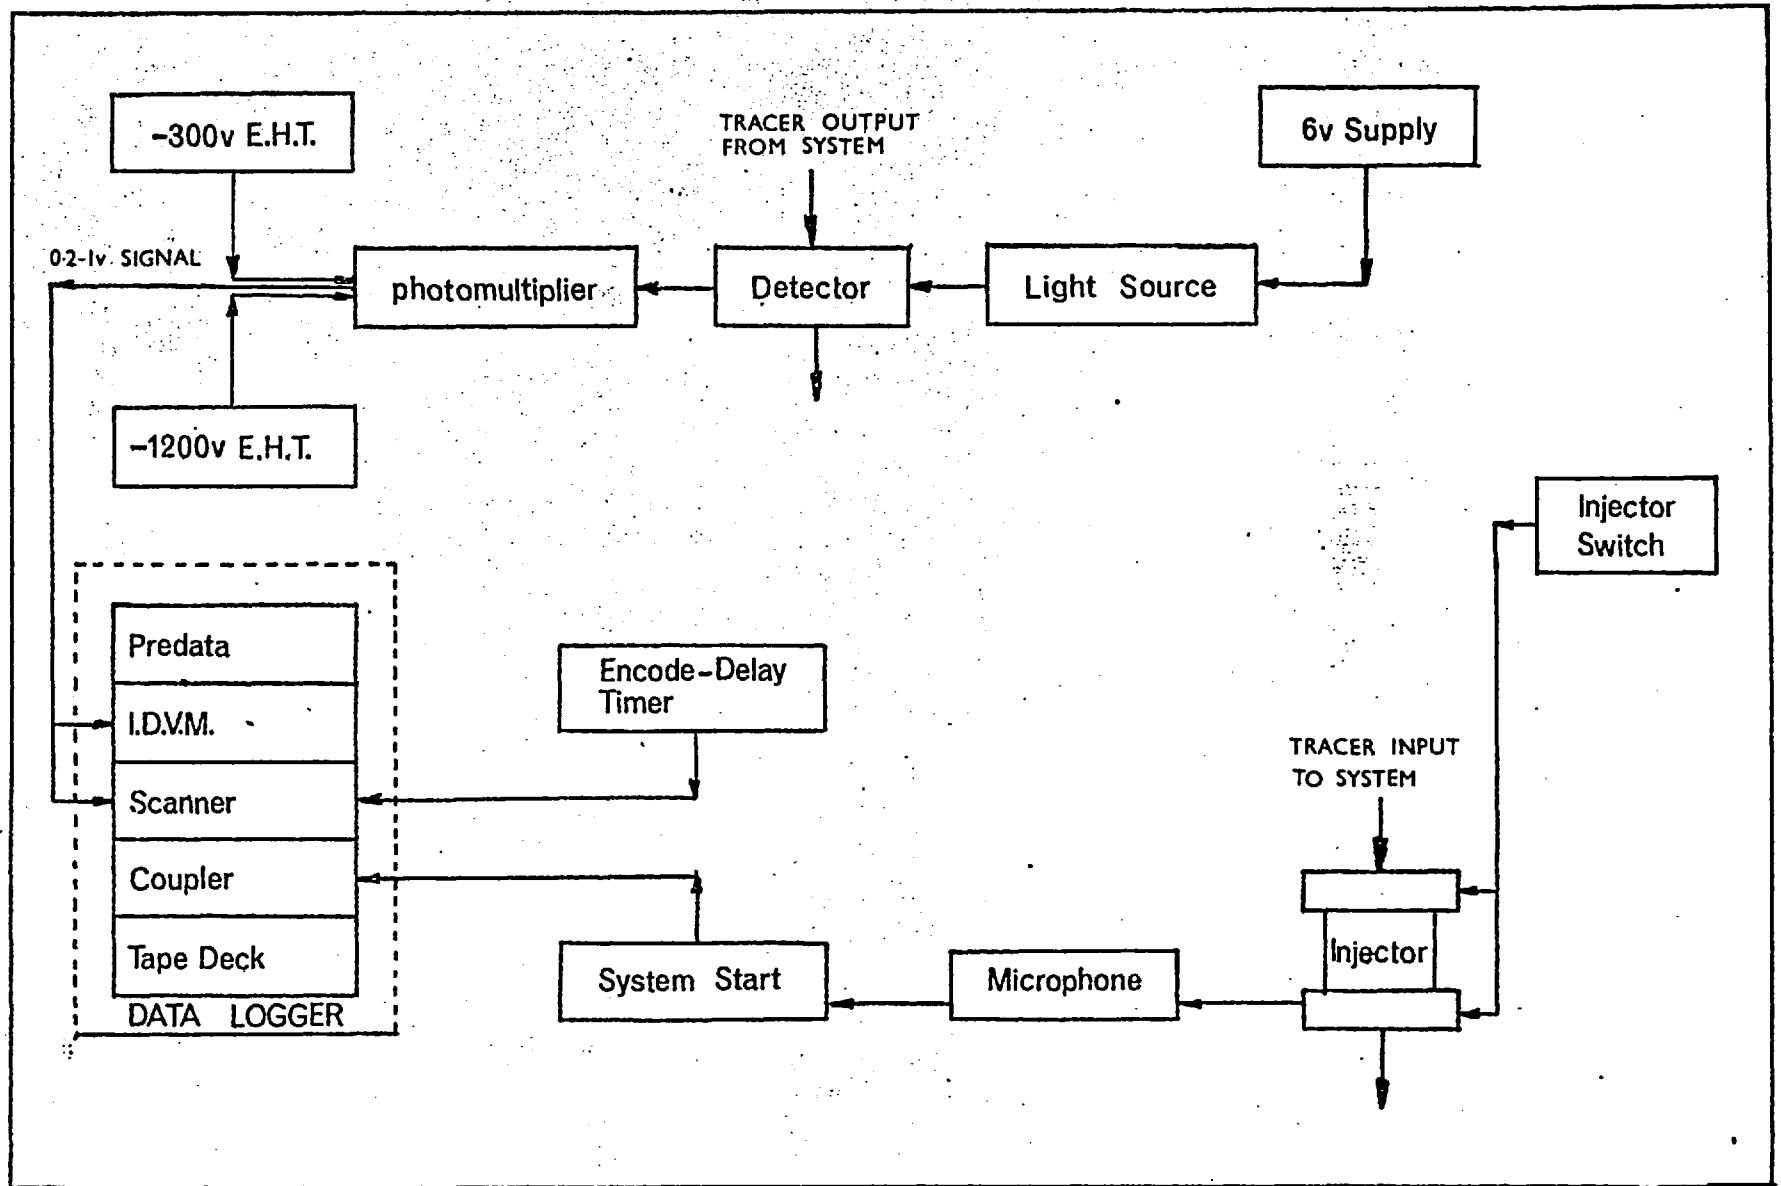 -300v E.H.T.
TRACER OUTPUT
FROM SYSTEM
6v Supply
0·2-1v SIGNAL
photomultiplier
Detector
Light Source
-1200v E.H.T.
Injector
Switch
Predata
I.D.V.M.
Scanner
Coupler
Tape Deck
DATA LOGGER
Encode-Delay
Timer
System Start
Microphone
TRACER INPUT
TO SYSTEM
Injector